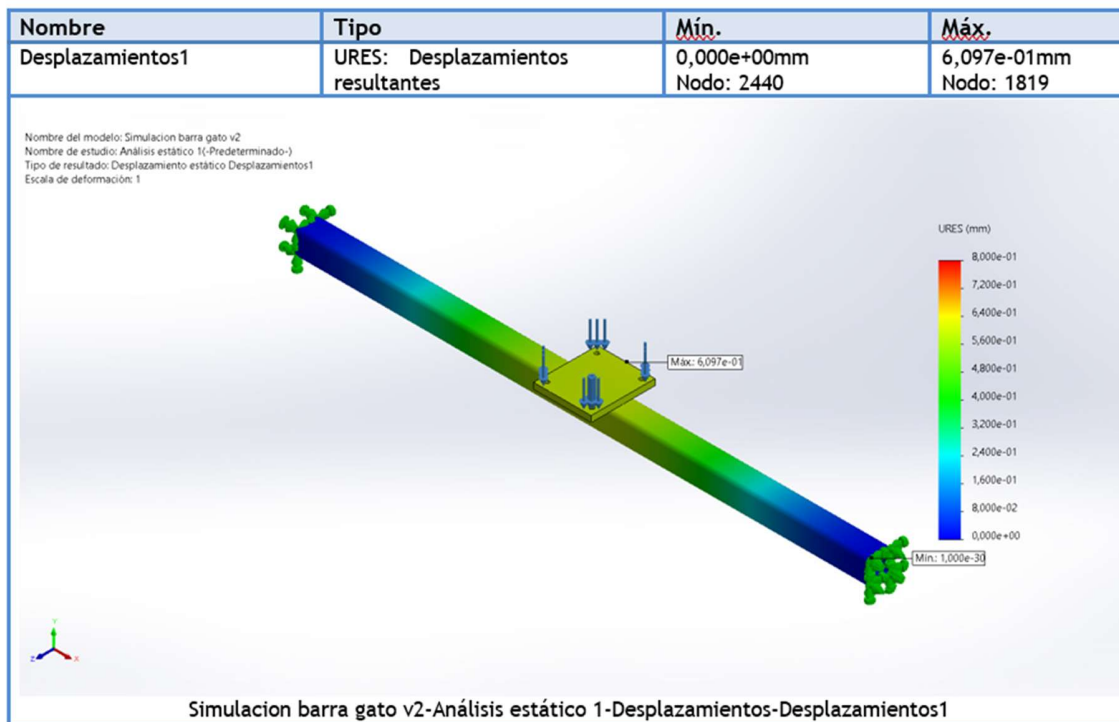 Nombre Tipo Mín. Máx.
Desplazamientos1 URES: Desplazamientos resultantes 0,000e+00mm Nodo: 2440 6,097e-01mm Nodo: 1819
Nombre del modelo: Simulacion barra gato v2
Nombre de estudio: Análisis estático 1(-Predeterminado-)
Tipo de resultado: Desplazamiento estático Desplazamientos1
Escala de deformación: 1
URES (mm)
8,000e-01
7,200e-01
6,400e-01
5,600e-01
4,800e-01
4,000e-01
3,200e-01
2,400e-01
1,600e-01
8,000e-02
0,000e+00
Máx.: 6,097e-01
Mín.: 1,000e-30
Y
Z
X
Simulacion barra gato v2-Análisis estático 1-Desplazamientos-Desplazamientos1